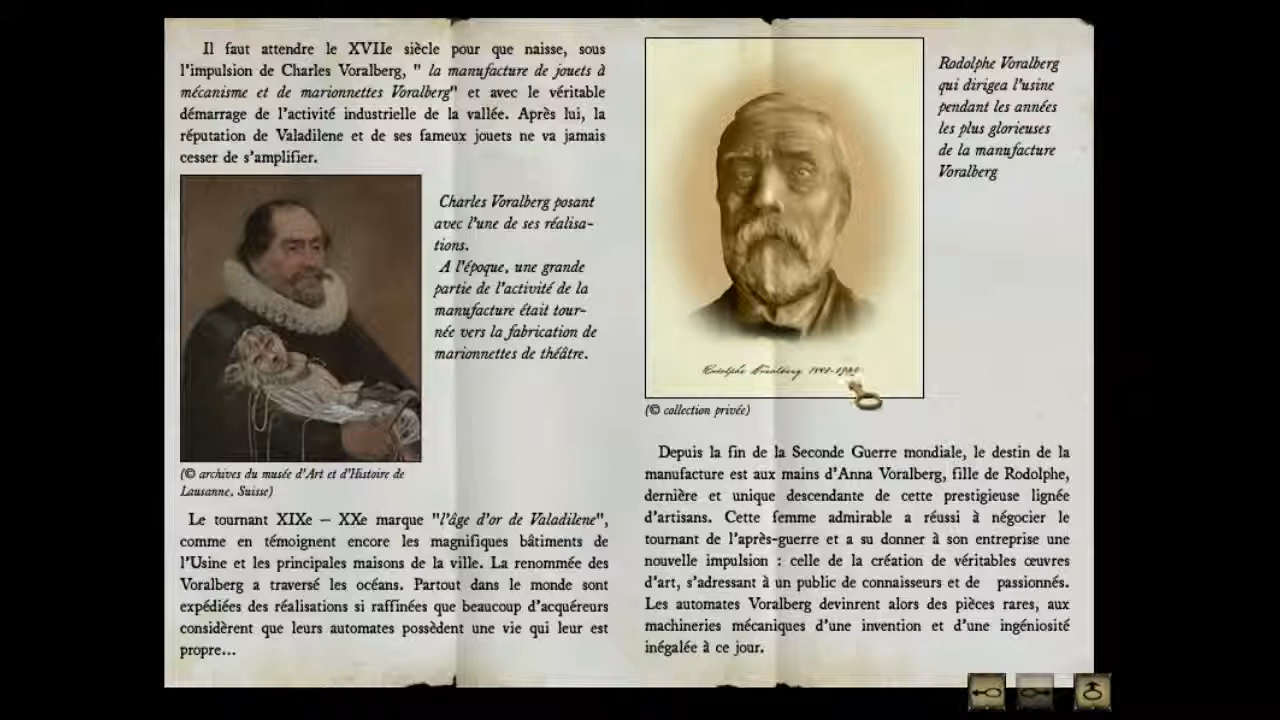 Il faut attendre le XVIIe siècle pour que naisse, sous
l'impulsion de Charles Voralberg, " la manufacture de jouets à
mécanisme et de marionnettes Voralberg" et avec le véritable
démarrage de l'activité industrielle de la vallée. Après lui, la
réputation de Valadilene et de ses fameux jouets ne va jamais
cesser de s'amplifier.
Charles Voralberg posant
avec l'une de ses réalisa-
tions.
A l'époque, une grande
partie de l'activité de la
manufacture était tour-
née vers la fabrication de
marionnettes de théâtre.
(© archives du musée d'Art et d'Histoire de
Lausanne. Suisse)
Le tournant XIXe – XXe marque "l'âge d'or de Valadilene",
comme en témoignent encore les magnifiques bâtiments de
l'Usine et les principales maisons de la ville. La renommée des
Voralberg a traversé les océans. Partout dans le monde sont
expédiées des réalisations si raffinées que beaucoup d'acquéreurs
considèrent que leurs automates possèdent une vie qui leur est
propre...
Rodolphe Voralberg
qui dirigea l'usine
pendant les années
les plus glorieuses
de la manufacture
Voralberg
Rodolphe Voralberg
(© collection privée)
Depuis la fin de la Seconde Guerre mondiale, le destin de la
manufacture est aux mains d'Anna Voralberg, fille de Rodolphe,
dernière et unique descendante de cette prestigieuse lignée
d'artisans. Cette femme admirable a réussi à négocier le
tournant de l'après-guerre et a su donner à son entreprise une
nouvelle impulsion : celle de la création de véritables œuvres
d'art, s'adressant à un public de connaisseurs et de passionnés.
Les automates Voralberg devinrent alors des pièces rares, aux
machineries mécaniques d'une invention et d'une ingéniosité
inégalée à ce jour.